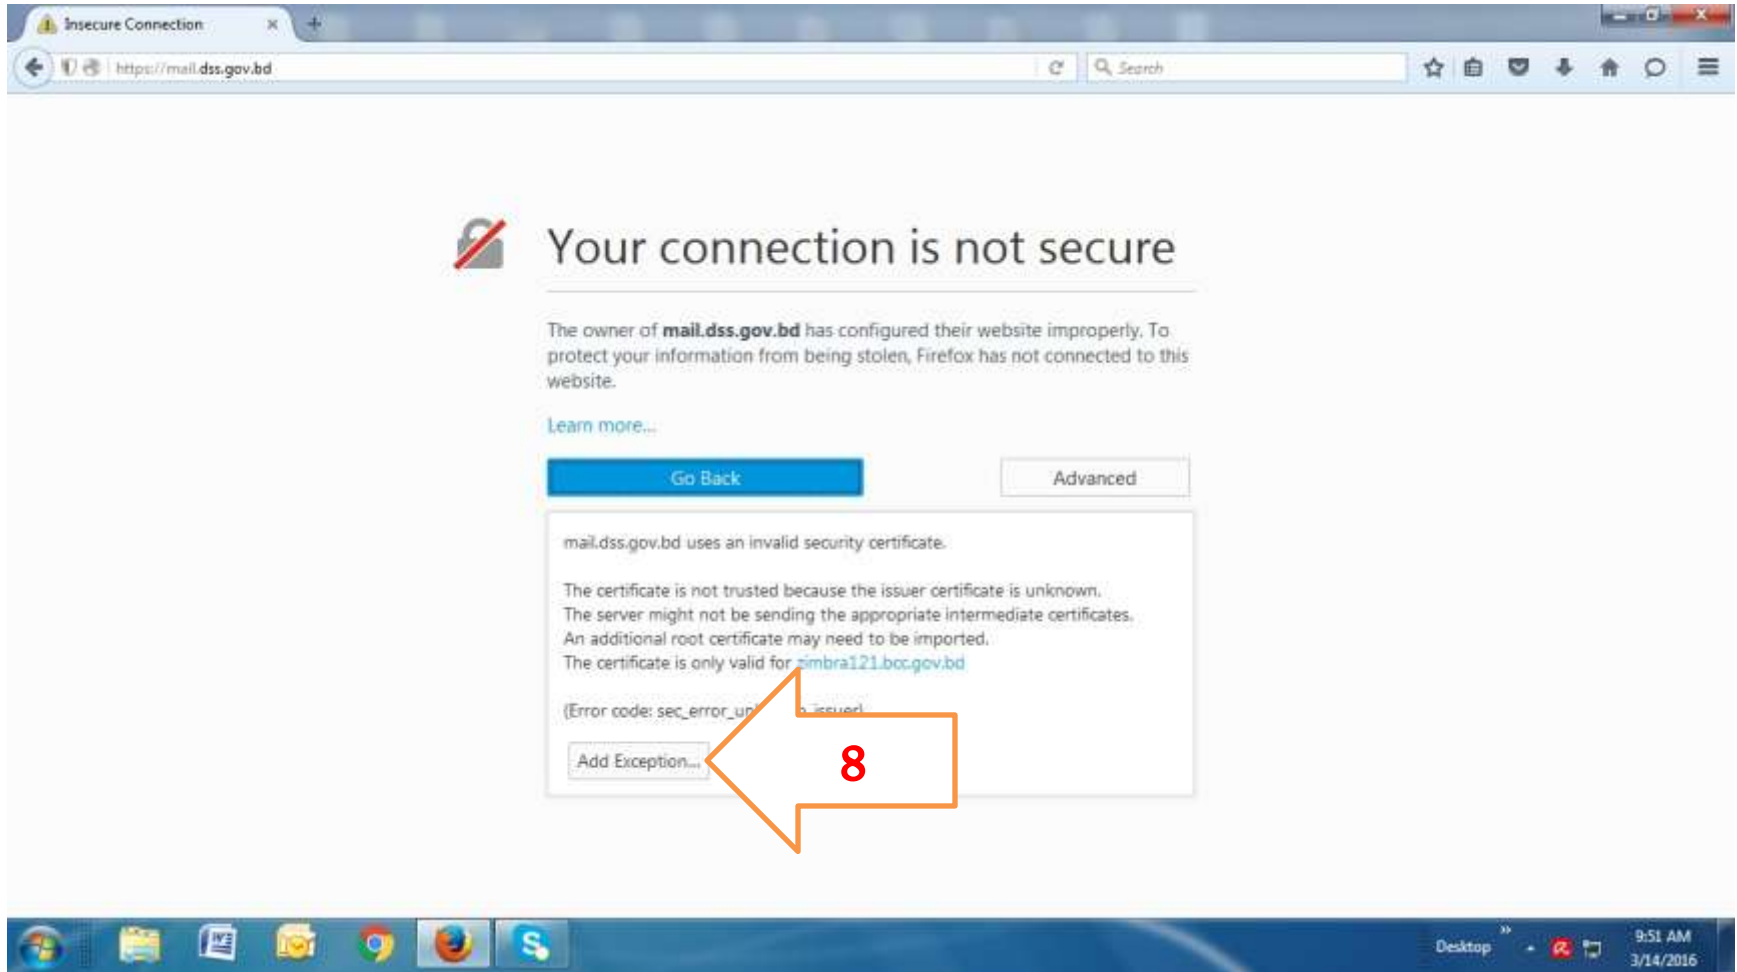 Insecure Connection
https://mail.dss.gov.bd
Search
Your connection is not secure
The owner of mail.dss.gov.bd has configured their website improperly. To
protect your information from being stolen, Firefox has not connected to this
website.
Learn more...
Go Back
Advanced
mail.dss.gov.bd uses an invalid security certificate.
The certificate is not trusted because the issuer certificate is unknown.
The server might not be sending the appropriate intermediate certificates.
An additional root certificate may need to be imported.
The certificate is only valid for zimbra121.bcc.gov.bd
(Error code: issuer)
Add Exception...
8
Desktop
9:51 AM
3/14/2016